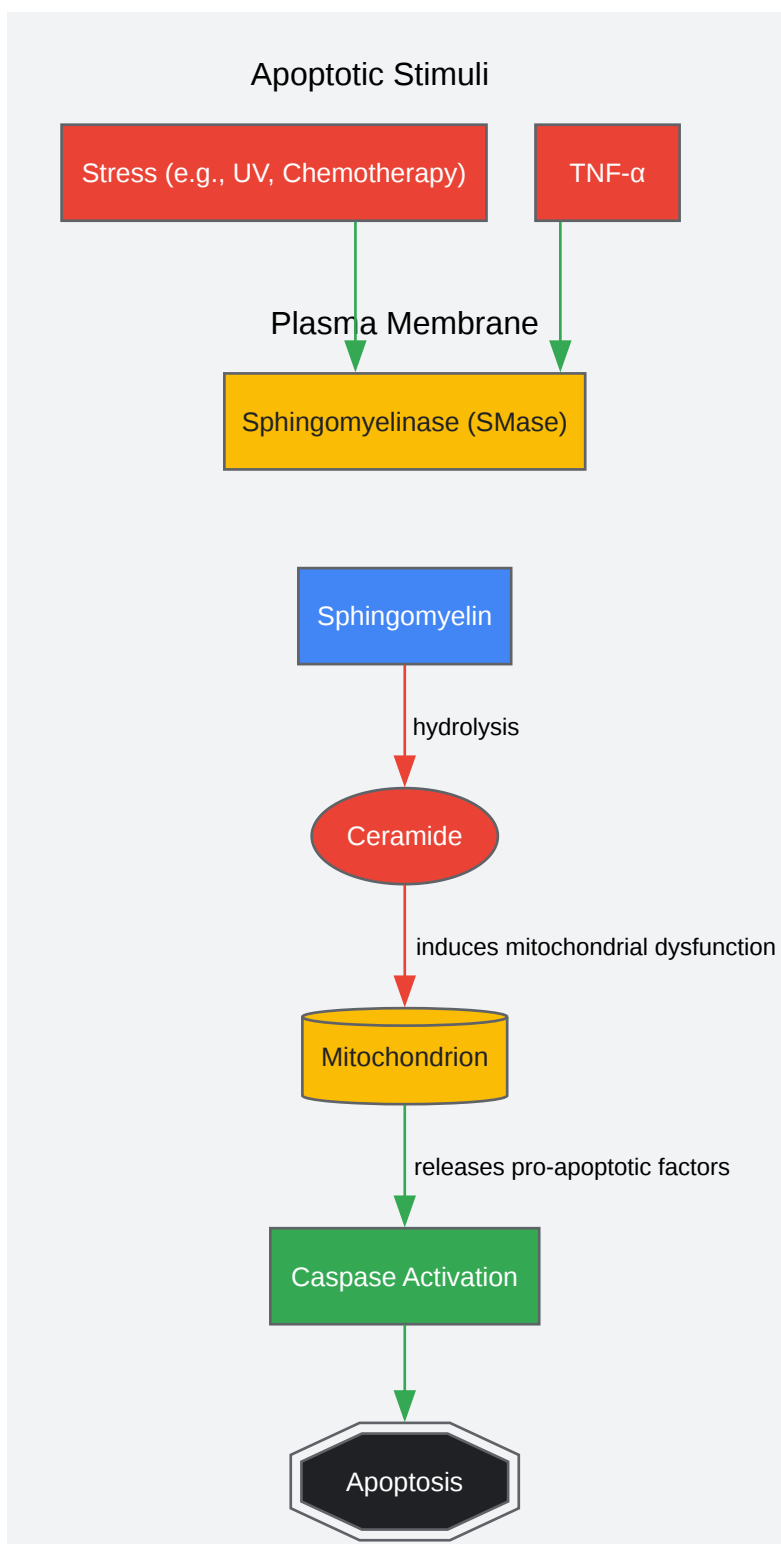 Apoptotic Stimuli
Stress (e.g., UV, Chemotherapy)
TNF-α
Plasma Membrane
Sphingomyelinase (SMase)
Sphingomyelin
hydrolysis
Ceramide
induces mitochondrial dysfunction
Mitochondrion
releases pro-apoptotic factors
Caspase Activation
Apoptosis